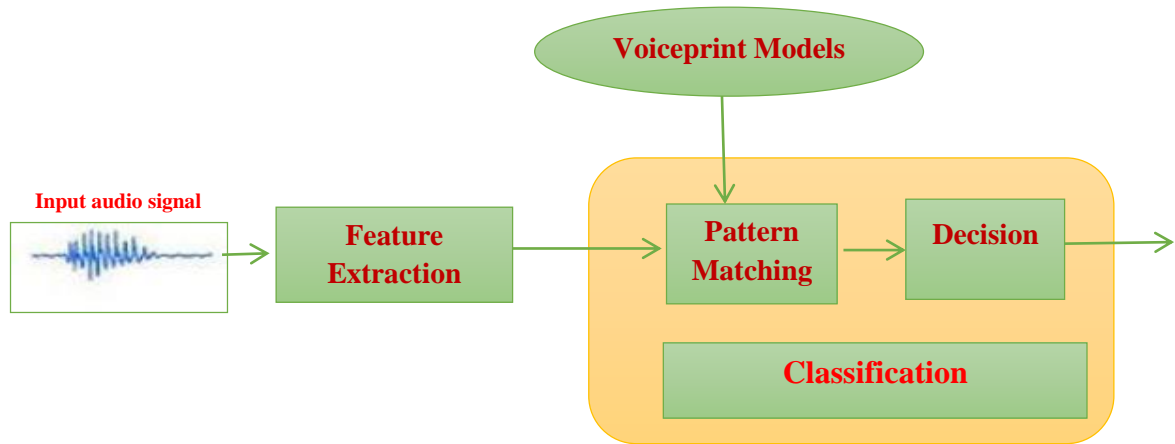 Voiceprint Models
Input audio signal
Feature
Extraction
Pattern
Matching
Decision
Classification